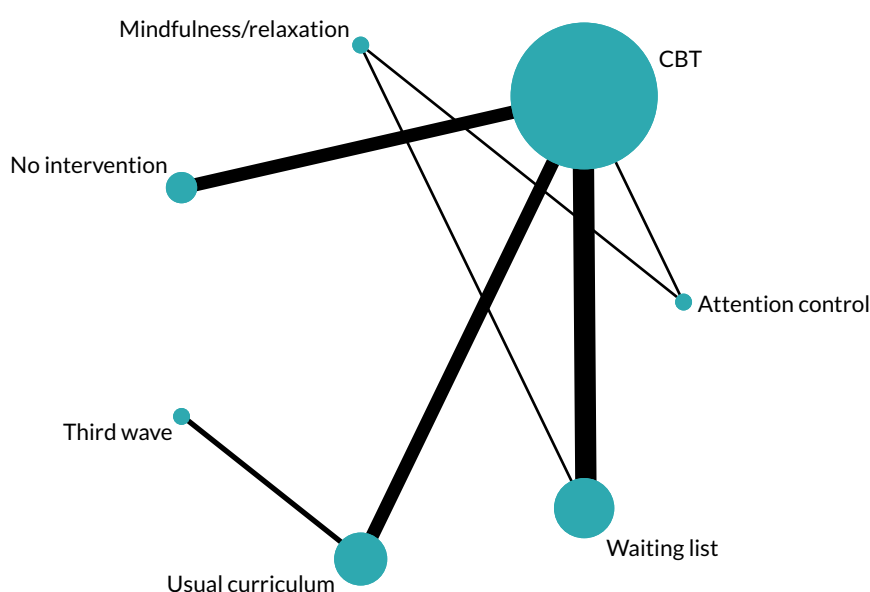 Mindfulness/relaxation
CBT
No intervention
Attention control
Third wave
Waiting list
Usual curriculum